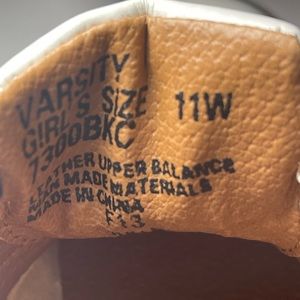 VARSITY
GIRL'S SIZE 11W
7300BKC
LEATHER UPPER BALANCE
MAN MADE MATERIALS
MADE IN CHINA
F13